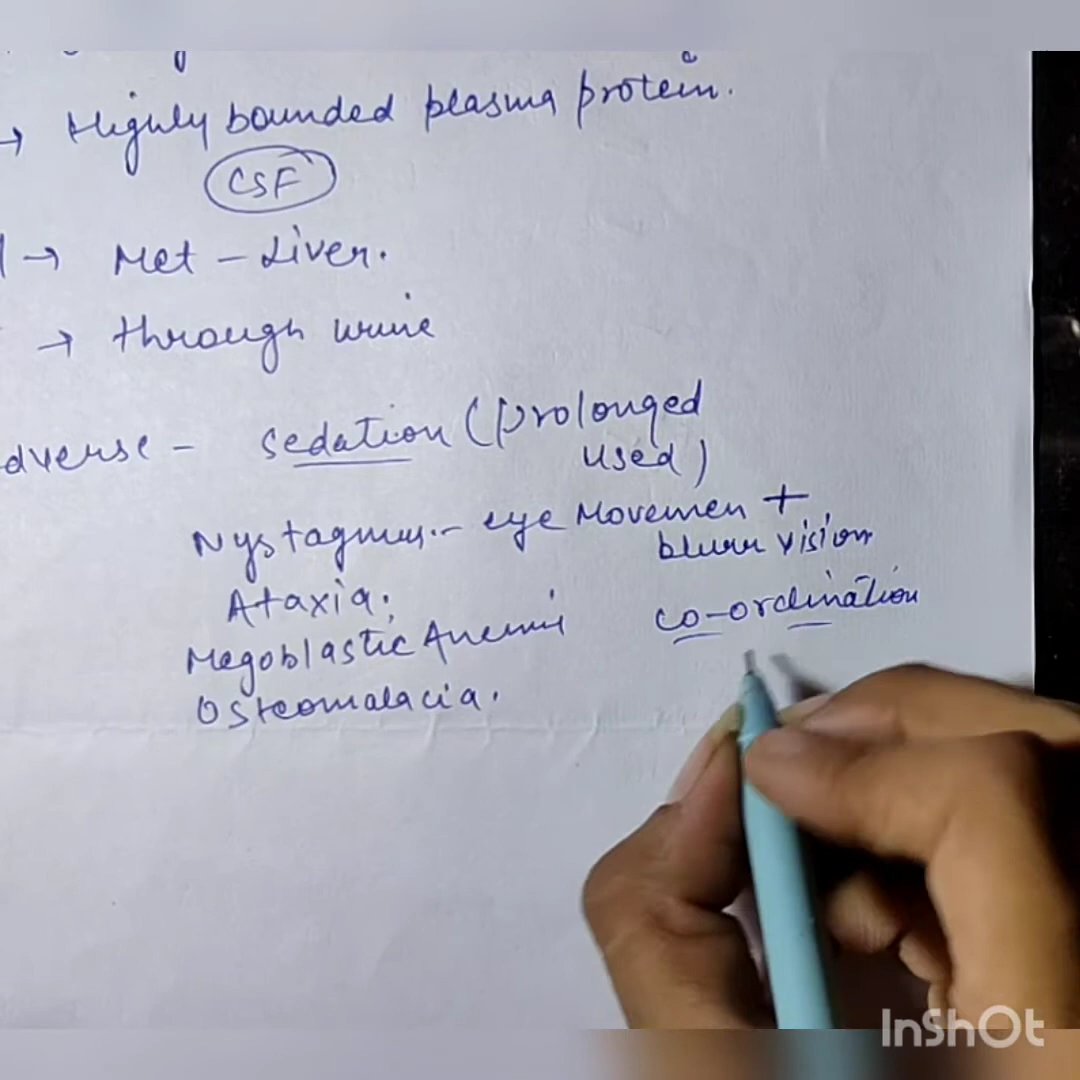 → Highly bounded plasma protein.
CSF
→ Met - Liver.
→ through urine
dverse - sedation (prolonged
used)
Nystagmus.- eye Movemen +
blurr vision
Ataxia. co-ordination
Megoblastic Anemi
Osteomalacia.
InShOt